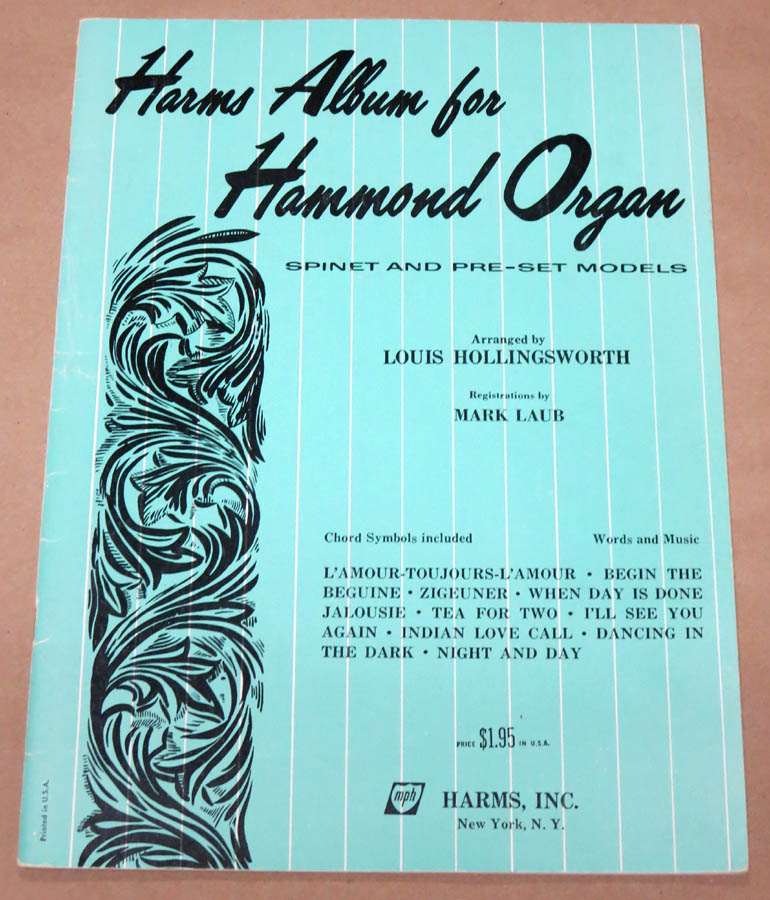 Harms Album for
Hammond Organ
SPINET AND PRE-SET MODELS
Arranged by
LOUIS HOLLINGSWORTH
Registrations by
MARK LAUB
Chord Symbols included Words and Music
L'AMOUR-TOUJOURS-L'AMOUR • BEGIN THE
BEGUINE • ZIGEUNER • WHEN DAY IS DONE
JALOUSIE • TEA FOR TWO • I'LL SEE YOU
AGAIN • INDIAN LOVE CALL • DANCING IN
THE DARK • NIGHT AND DAY
PRICE $1.95 IN U.S.A.
mph HARMS, INC.
New York, N. Y.
Printed in U.S.A.